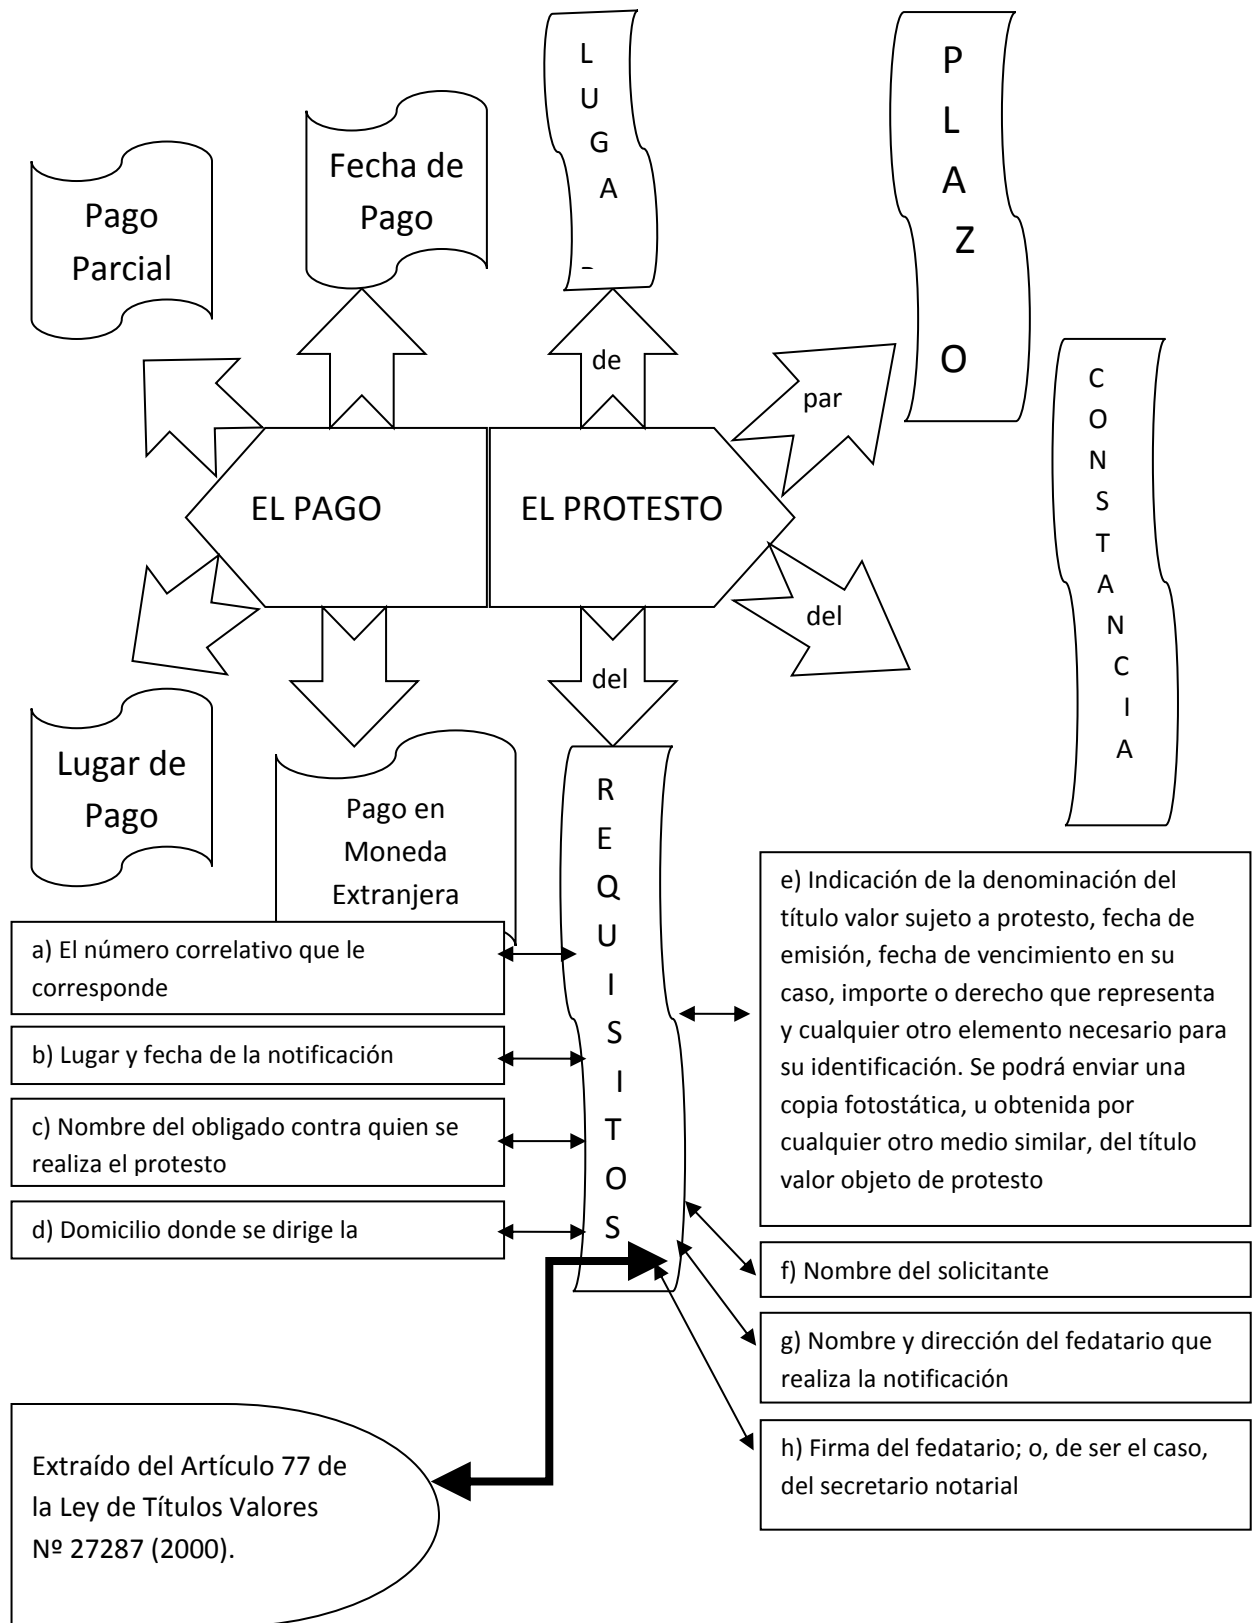 LUGA
PLAZO
Fecha de
Pago
Pago
Parcial
de
par
CONSTANCIA
EL PAGO
EL PROTESTO
del
del
Lugar de
Pago
Pago en
Moneda
Extranjera
REQUISITOS
a) El número correlativo que le
corresponde
b) Lugar y fecha de la notificación
c) Nombre del obligado contra quien se
realiza el protesto
d) Domicilio donde se dirige la
e) Indicación de la denominación del
título valor sujeto a protesto, fecha de
emisión, fecha de vencimiento en su
caso, importe o derecho que representa
y cualquier otro elemento necesario para
su identificación. Se podrá enviar una
copia fotostática, u obtenida por
cualquier otro medio similar, del título
valor objeto de protesto
f) Nombre del solicitante
g) Nombre y dirección del fedatario que
realiza la notificación
h) Firma del fedatario; o, de ser el caso,
del secretario notarial
Extraído del Artículo 77 de
la Ley de Títulos Valores
Nº 27287 (2000).